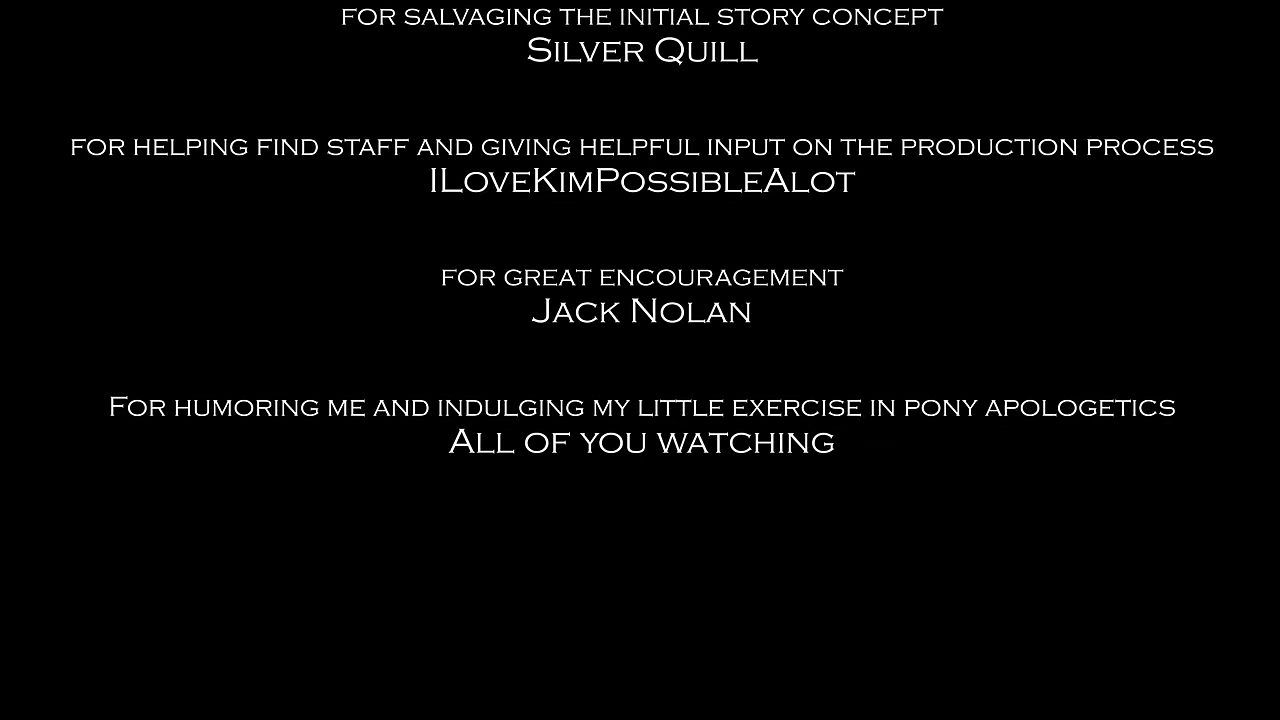 FOR SALVAGING THE INITIAL STORY CONCEPT
SILVER QUILL
FOR HELPING FIND STAFF AND GIVING HELPFUL INPUT ON THE PRODUCTION PROCESS
ILOVEKIMPOSSIBLEALOT
FOR GREAT ENCOURAGEMENT
JACK NOLAN
FOR HUMORING ME AND INDULGING MY LITTLE EXERCISE IN PONY APOLOGETICS
ALL OF YOU WATCHING